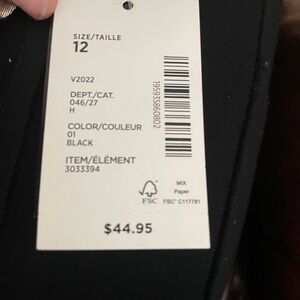 SIZE/TAILLE
12
V2022
DEPT./CAT.
046/27
H
COLOR/COULEUR
01
BLACK
ITEM/ÉLÉMENT
3033394
195935860802
FSC
MIX
Paper
FSC® C117781
$44.95